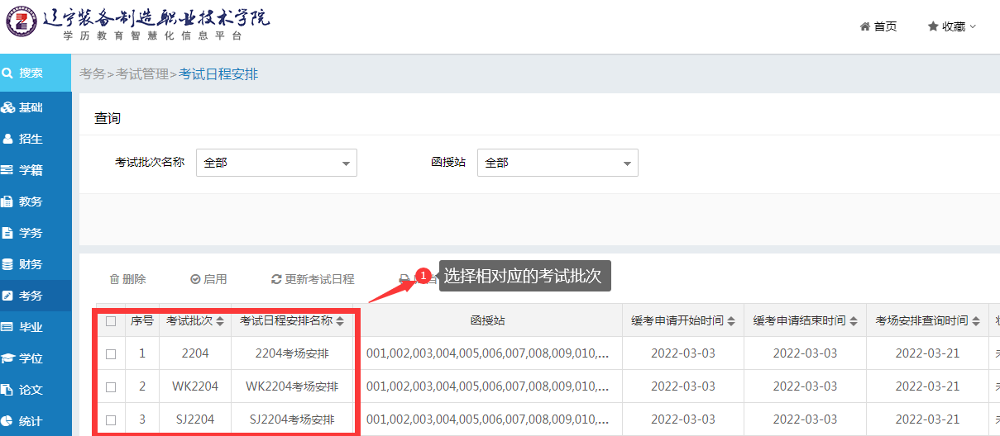 辽宁装备制造职业技术学院
学历教育智慧化信息平台
首页 收藏
搜索
考务>考试管理>考试日程安排
基础
招生
学籍
教务
学务
财务
考务
毕业
学位
论文
统计
查询
考试批次名称 全部 函授站 全部
删除 启用 更新考试日程
1 选择相对应的考试批次
序号 考试批次 考试日程安排名称 函授站 缓考申请开始时间 缓考申请结束时间 考场安排查询时间
1 2204 2204考场安排 001,002,003,004,005,006,007,008,009,010,... 2022-03-03 2022-03-03 2022-03-21
2 WK2204 WK2204考场安排 001,002,003,004,005,006,007,008,009,010,... 2022-03-03 2022-03-03 2022-03-21
3 SJ2204 SJ2204考场安排 001,002,003,004,005,006,007,008,009,010,... 2022-03-03 2022-03-03 2022-03-21